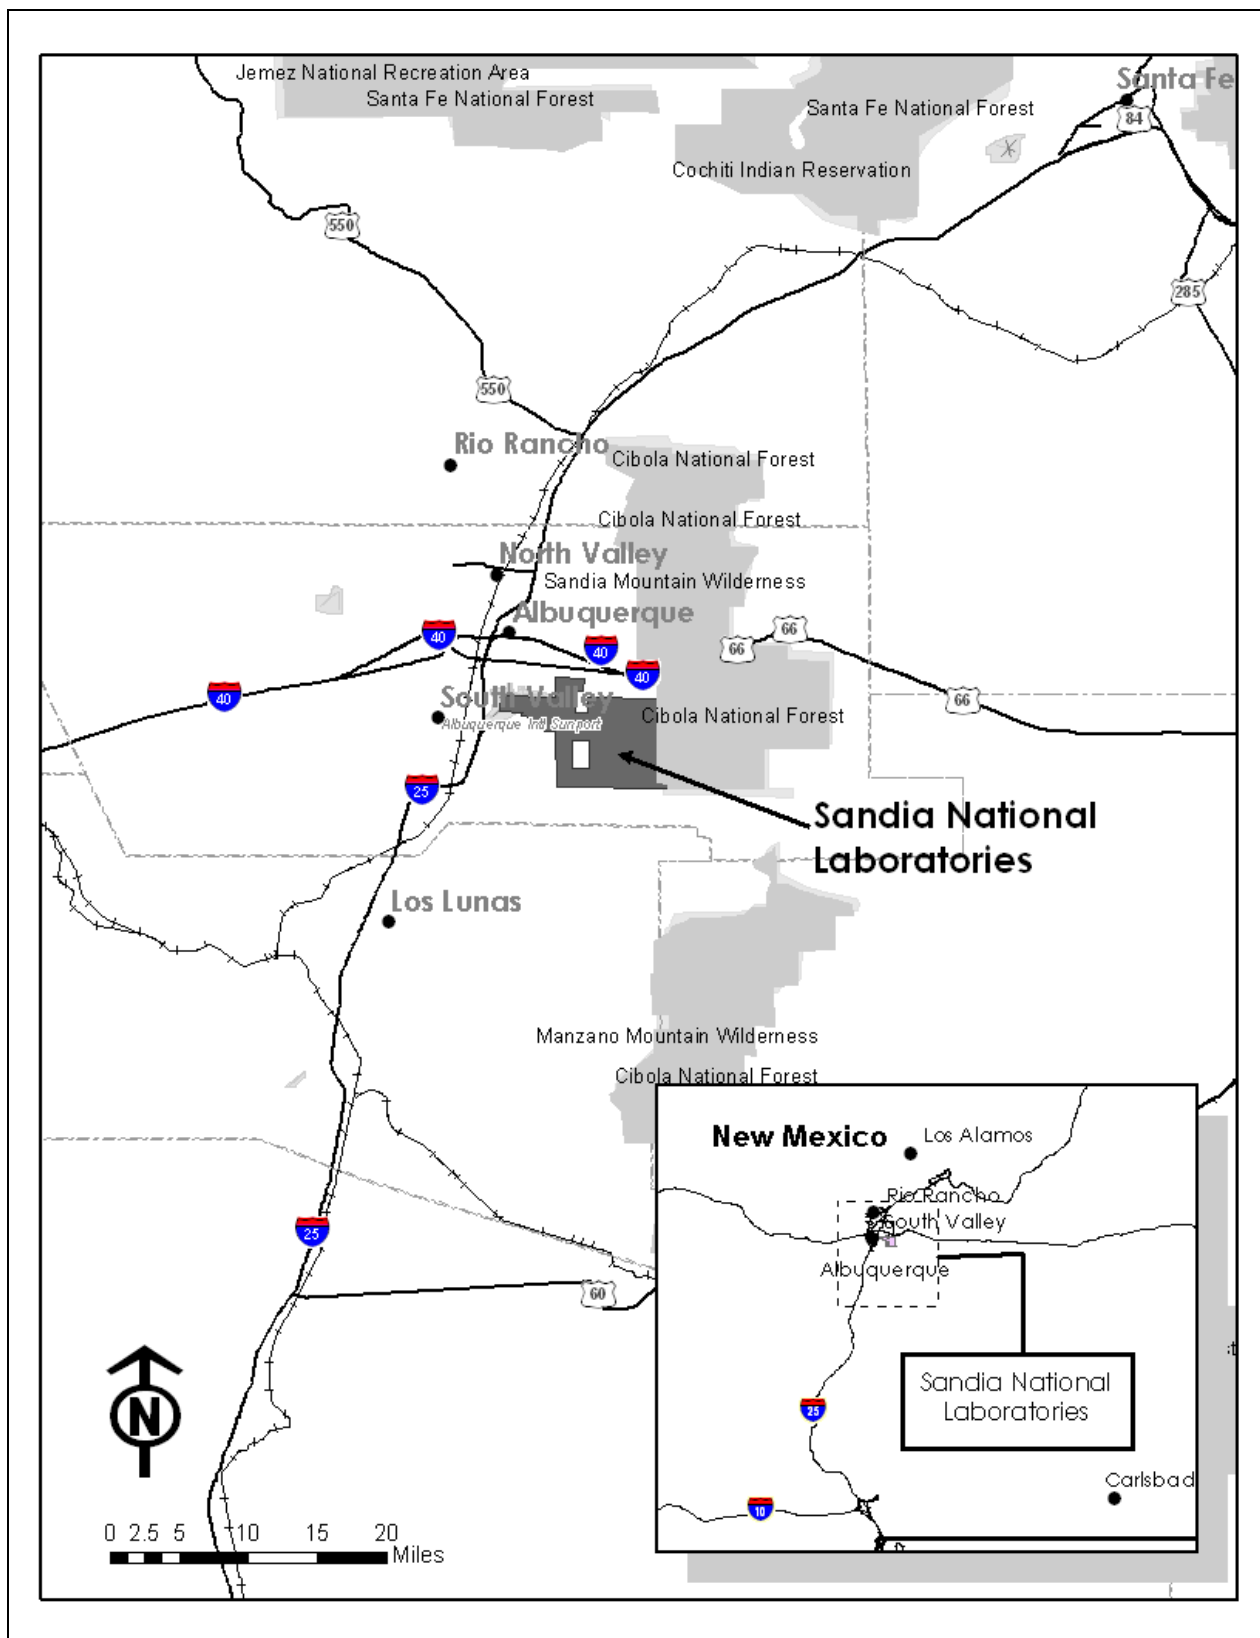 Jemez National Recreation Area
Santa Fe National Forest
Santa Fe
Santa Fe National Forest
84
Cochiti Indian Reservation
550
285
550
Rio Rancho
Cibola National Forest
Cibola National Forest
North Valley
Sandia Mountain Wilderness
Albuquerque
40
40
66
66
40
40
South Valley
66
Albuquerque Intl Sunport
Cibola National Forest
25
Sandia National
Laboratories
Los Lunas
Manzano Mountain Wilderness
Cibola National Forest
New Mexico
Los Alamos
Rio Rancho
South Valley
25
Albuquerque
60
Sandia National
Laboratories
25
N
Carlsbad
10
0 2.5 5 10 15 20
Miles